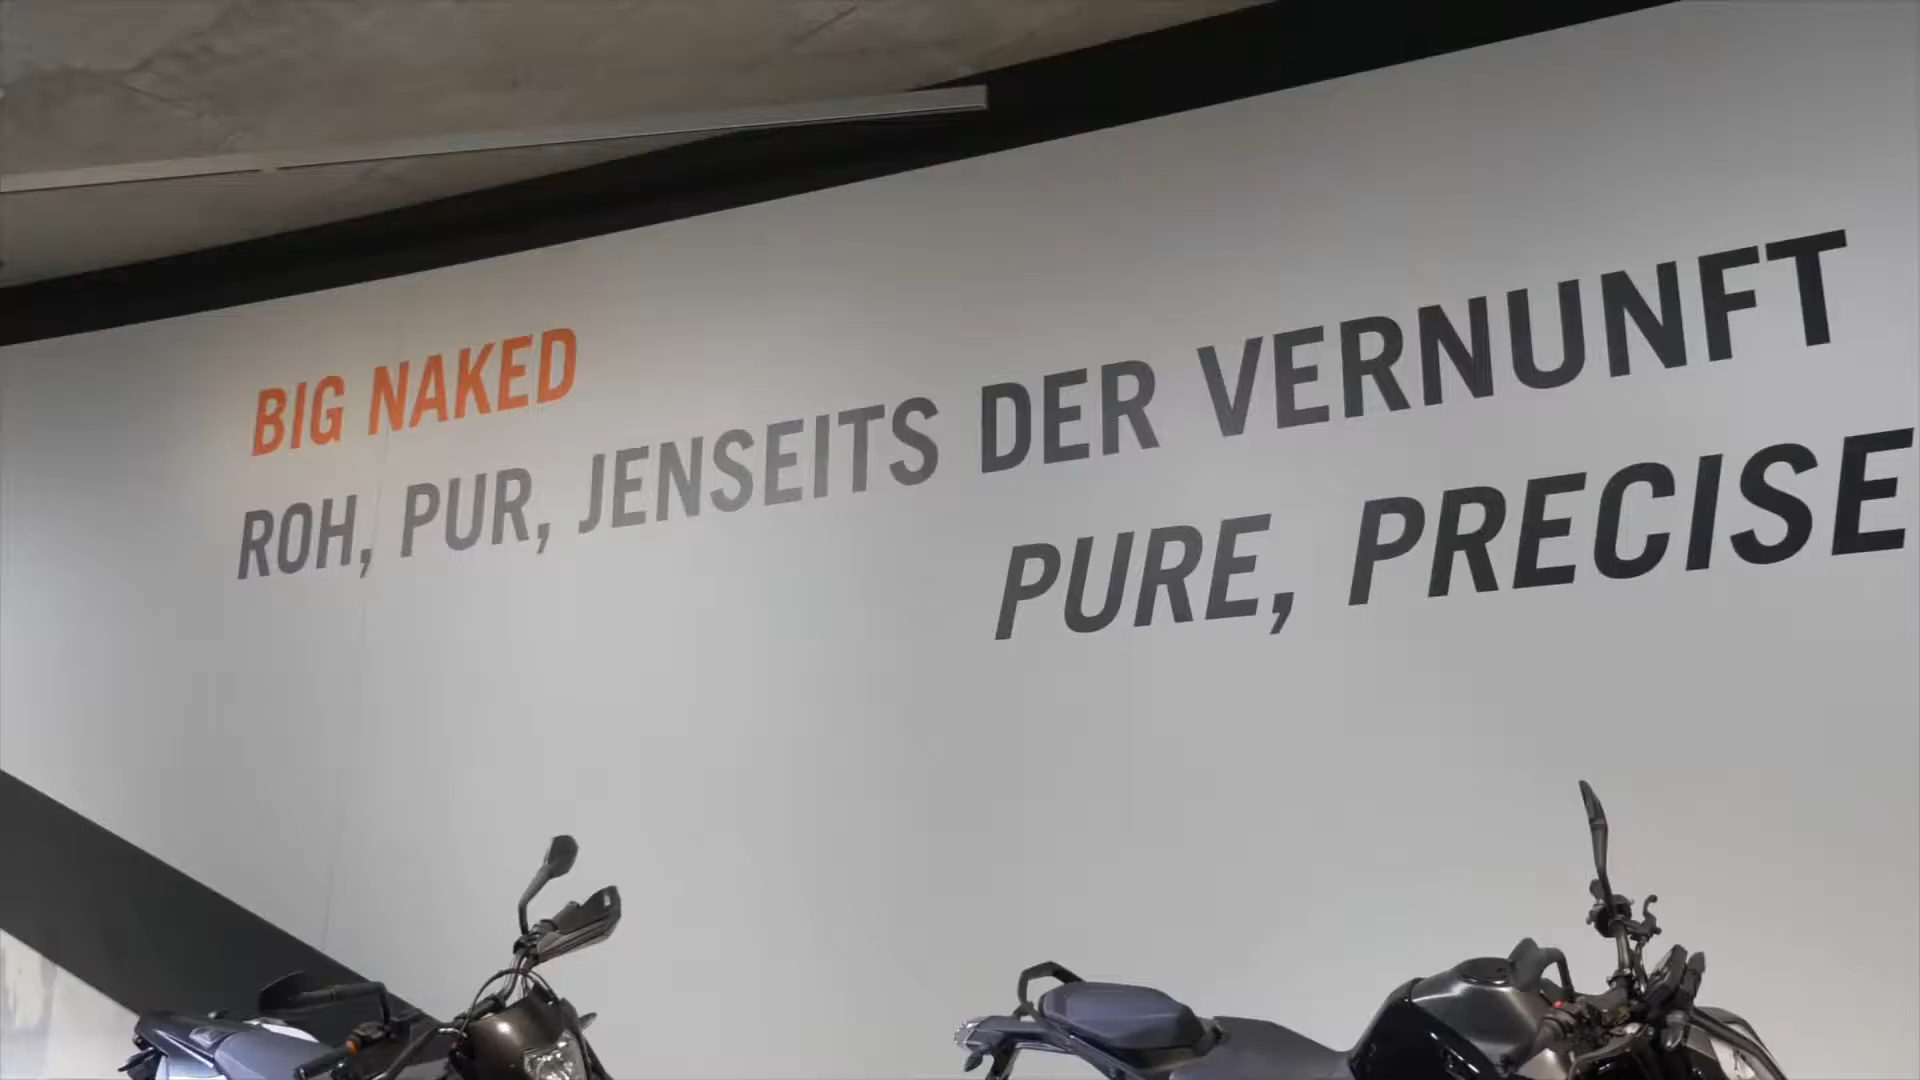 BIG NAKED
ROH, PUR, JENSEITS DER VERNUNFT
PURE, PRECISE